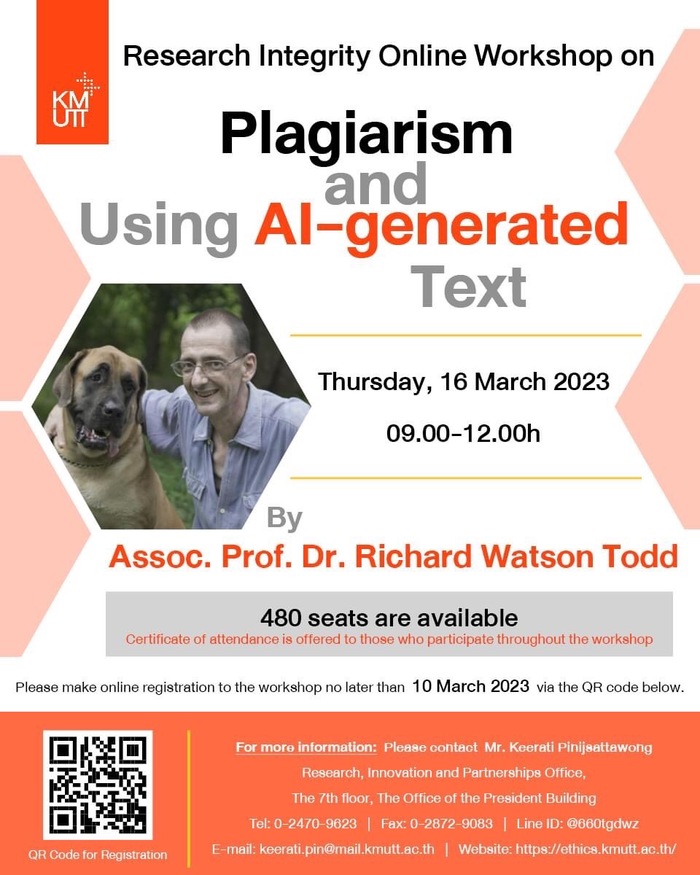 KM
UTT
Research Integrity Online Workshop on
Plagiarism
and
Using AI-generated
Text
Thursday, 16 March 2023
09.00-12.00h
By
Assoc. Prof. Dr. Richard Watson Todd
480 seats are available
Certificate of attendance is offered to those who participate throughout the workshop
Please make online registration to the workshop no later than 10 March 2023 via the QR code below.
For more information: Please contact Mr. Keerati Pinijsattawong
Research, Innovation and Partnerships Office,
The 7th floor, The Office of the President Building
Tel: 0-2470-9623 | Fax: 0-2872-9083 | Line ID: @660tgdwz
E-mail: keerati.pin@mail.kmutt.ac.th | Website: https://ethics.kmutt.ac.th/
QR Code for Registration